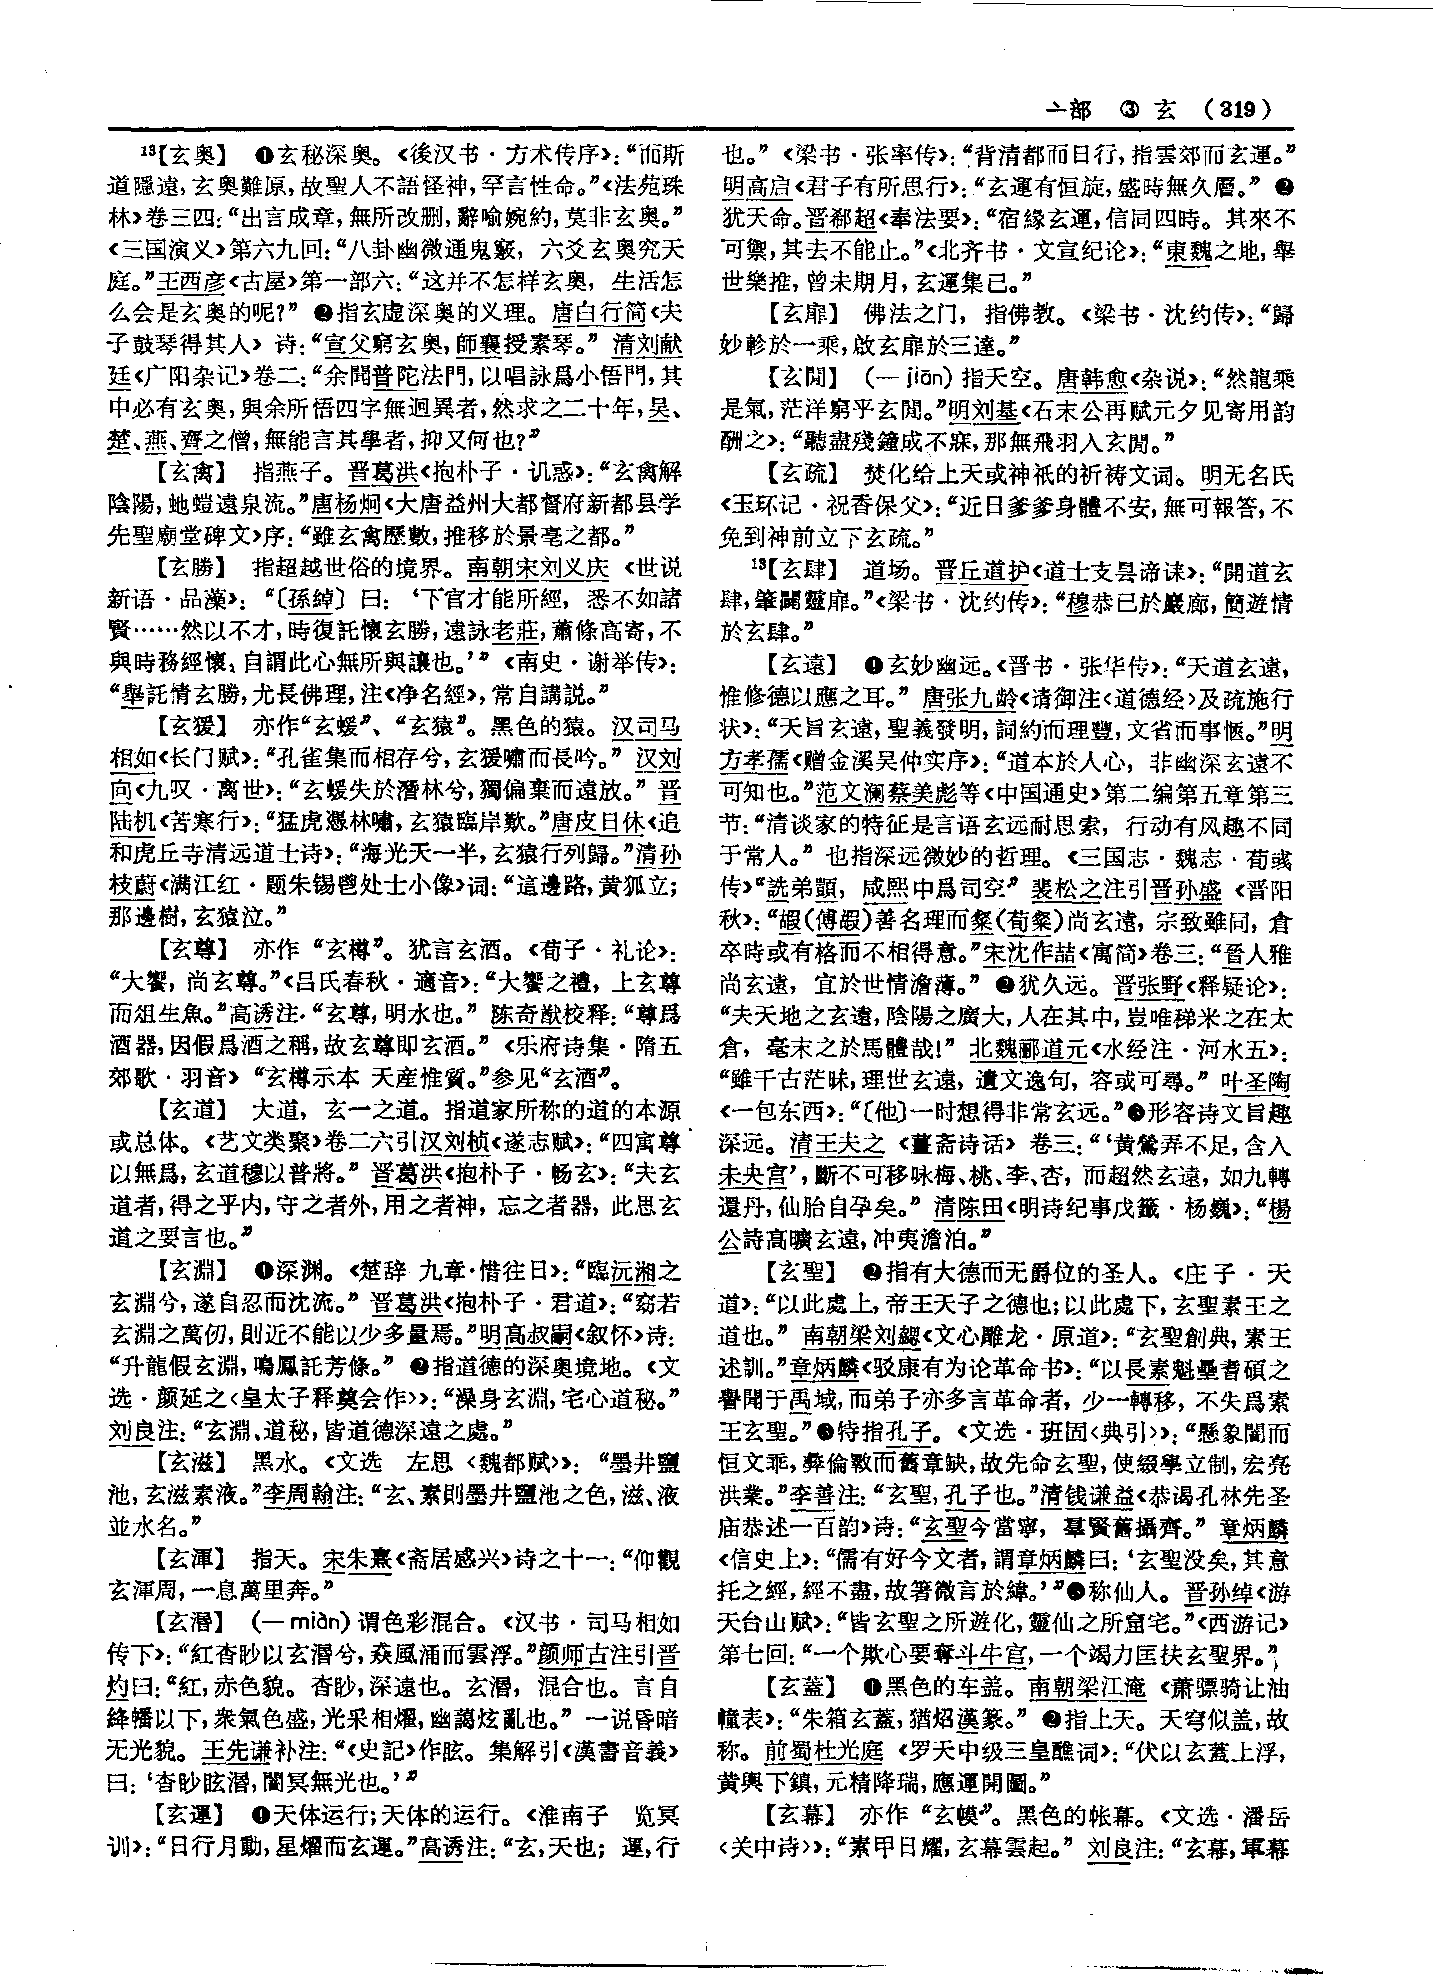 亠部 ③ 玄 (319)
¹³【玄奥】 ❶玄秘深奥。《後汉书·方术传序》：“而斯
道隱遠，玄奧難原，故聖人不語怪神，罕言性命。”《法苑珠
林》卷三四：“出言成章，無所改删，辭喻婉約，莫非玄奥。”
《三国演义》第六九回：“八卦幽微通鬼竅，六爻玄奧究天
庭。”王西彦《古屋》第一部六：“这并不怎样玄奥，生活怎
么会是玄奥的呢？” ❷指玄虚深奥的义理。唐白行简《夫
子鼓琴得其人》诗：“宣父窮玄奥，師襄授素琴。” 清刘献
廷《广阳杂记》卷二：“余聞普陀法門，以唱詠爲小悟門，其
中必有玄奥，與余所悟四字無迥異者，然求之二十年，吴、
楚、燕、齊之僧，無能言其學者，抑又何也？”
【玄禽】 指燕子。晋葛洪《抱朴子·讥惑》：“玄禽解
陰陽，虵螘遠泉流。”唐杨炯《大唐益州大都督府新都县学
先聖廟堂碑文》序：“雖玄禽歷數，推移於景亳之都。”
【玄勝】 指超越世俗的境界。南朝宋刘义庆《世说
新语·品藻》：“〔孫綽〕曰：‘下官才能所經，悉不如諸
賢……然以不才，時復託懷玄勝，遠詠老莊，蕭條高寄，不
與時務經懷，自謂此心無所與讓也。’”《南史·谢举传》：
“舉託情玄勝，尤長佛理，注《净名經》，常自講説。”
【玄猨】 亦作“玄蝯”、“玄猿”。黑色的猿。汉司马
相如《长门赋》：“孔雀集而相存兮，玄猨嘯而長吟。” 汉刘
向《九叹·离世》：“玄蝯失於潛林兮，獨偏棄而遠放。” 晋
陆机《苦寒行》：“猛虎憑林嘯，玄猿臨岸歎。”唐皮日休《追
和虎丘寺清远道士诗》：“海光天一半，玄猿行列歸。”清孙
枝蔚《满江红·题朱锡鬯处士小像》词：“這邊路，黄狐立；
那邊樹，玄猿泣。”
【玄尊】 亦作“玄樽”。犹言玄酒。《荀子·礼论》：
“大饗，尚玄尊。”《吕氏春秋·適音》：“大饗之禮，上玄尊
而俎生魚。”高诱注：“玄尊，明水也。” 陈奇猷校释：“尊爲
酒器，因假爲酒之稱，故玄尊即玄酒。”《乐府诗集·隋五
郊歌·羽音》“玄樽示本 天産惟質。”参见“玄酒”。
【玄道】 大道，玄一之道。指道家所称的道的本源
或总体。《艺文类聚》卷二六引汉刘桢《遂志赋》：“四寓尊
以無爲，玄道穆以普將。” 晋葛洪《抱朴子·畅玄》：“夫玄
道者，得之乎内，守之者外，用之者神，忘之者器，此思玄
道之要言也。”
【玄淵】 ❶深渊。《楚辞 九章·惜往日》：“臨沅湘之
玄淵兮，遂自忍而沈流。” 晋葛洪《抱朴子·君道》：“窈若
玄淵之萬仞，則近不能以少多量焉。”明高叔嗣《叙怀》诗：
“升龍假玄淵，鳴鳳託芳條。” ❷指道德的深奥境地。《文
选·颜延之〈皇太子释奠会作〉》：“澡身玄淵，宅心道秘。”
刘良注：“玄淵、道秘，皆道德深遠之處。”
【玄滋】 黑水。《文选 左思〈魏都赋〉》：“墨井鹽
池，玄滋素液。”李周翰注：“玄、素則墨井鹽池之色，滋、液
並水名。”
【玄渾】 指天。宋朱熹《斋居感兴》诗之十一：“仰觀
玄渾周，一息萬里奔。”
【玄湣】 (一miàn) 谓色彩混合。《汉书·司马相如
传下》：“紅杳眇以玄湣兮，猋風涌而雲浮。”颜师古注引晋
灼曰：“紅，赤色貌。杳眇，深遠也。玄湣，混合也。言自
絳幡以下，衆氣色盛，光采相燿，幽藹炫亂也。” 一说昏暗
无光貌。王先谦补注：“《史記》作眩。集解引《漢書音義》
曰：‘杳眇眩湣，闇冥無光也。’”
【玄運】 ❶天体运行；天体的运行。《淮南子 览冥
训》：“日行月動，星燿而玄運。”高诱注：“玄，天也；運，行
也。”《梁书·张率传》：“背清都而日行，指雲郊而玄運。”
明高启《君子有所思行》：“玄運有恒旋，盛時無久曆。” ❷
犹天命。晋郗超《奉法要》：“宿緣玄運，信同四時。其來不
可禦，其去不能止。”《北齐书·文宣纪论》：“東魏之地，舉
世樂推，曾未期月，玄運集己。”
【玄扉】 佛法之门，指佛教。《梁书·沈约传》：“歸
妙軫於一乘，啟玄扉於三達。”
【玄間】 (一 jiān) 指天空。唐韩愈《杂说》：“然龍乘
是氣，茫洋窮乎玄間。”明刘基《石末公再赋元夕见寄用韵
酬之》：“聽盡殘鐘成不寐，那無飛羽入玄間。”
【玄疏】 焚化给上天或神祇的祈祷文词。明无名氏
《玉环记·祝香保父》：“近日爹爹身體不安，無可報答，不
免到神前立下玄疏。”
¹³【玄肆】 道场。晋丘道护《道士支昙谛诔》：“開道玄
肆，肇闢靈扉。”《梁书·沈约传》：“穆恭已於巖廊，簡遊情
於玄肆。”
【玄遠】 ❶玄妙幽远。《晋书·张华传》：“天道玄遠，
惟修德以應之耳。” 唐张九龄《请御注〈道德经〉及疏施行
状》：“天旨玄遠，聖義發明，詞約而理豐，文省而事愜。”明
方孝孺《赠金溪吴仲实序》：“道本於人心，非幽深玄遠不
可知也。”范文澜蔡美彪等《中国通史》第二编第五章第三
节：“清谈家的特征是言语玄远耐思索，行动有风趣不同
于常人。” 也指深远微妙的哲理。《三国志·魏志·荀彧
传》“詵弟顗，咸熙中爲司空” 裴松之注引晋孙盛《晋阳
秋》：“嘏（傅嘏）善名理而粲（荀粲）尚玄遠，宗致雖同，倉
卒時或有格而不相得意。”宋沈作喆《寓简》卷三：“晉人雅
尚玄遠，宜於世情澹薄。” ❷犹久远。晋张野《释疑论》：
“夫天地之玄遠，陰陽之廣大，人在其中，豈唯稊米之在太
倉，毫末之於馬體哉！” 北魏郦道元《水经注·河水五》：
“雖千古茫昧，理世玄遠，遺文逸句，容或可尋。” 叶圣陶
《一包东西》：“〔他〕一时想得非常玄远。”❸形容诗文旨趣
深远。清王夫之《薑斋诗话》卷三：“‘黄鶯弄不足，含入
未央宫’，斷不可移咏梅、桃、李、杏，而超然玄遠，如九轉
還丹，仙胎自孕矣。” 清陈田《明诗纪事戊籖·杨巍》：“楊
公詩高曠玄遠，冲夷澹泊。”
【玄聖】 ❷指有大德而无爵位的圣人。《庄子·天
道》：“以此處上，帝王天子之德也；以此處下，玄聖素王之
道也。” 南朝梁刘勰《文心雕龙·原道》：“玄聖創典，素王
述訓。”章炳麟《驳康有为论革命书》：“以長素魁壘耆碩之
譽聞于禹域，而弟子亦多言革命者，少一轉移，不失爲素
王玄聖。”❸特指孔子。《文选·班固〈典引〉》：“懸象闇而
恒文乖，彝倫斁而舊章缺，故先命玄聖，使綴學立制，宏亮
洪業。”李善注：“玄聖，孔子也。”清钱谦益《恭谒孔林先圣
庙恭述一百韵》诗：“玄聖今當宁，羣賢舊攝齊。” 章炳麟
《信史上》：“儒有好今文者，謂章炳麟曰：‘玄聖没矣，其意
托之經，經不盡，故箸微言於緯。’”❹称仙人。晋孙绰《游
天台山赋》：“皆玄聖之所遊化，靈仙之所窟宅。”《西游记》
第七回：“一个欺心要奪斗牛宫，一个竭力匡扶玄聖界。”
【玄蓋】 ❶黑色的车盖。南朝梁江淹《萧骠骑让油
幢表》：“朱箱玄蓋，猶炤漢篆。” ❷指上天。天穹似盖，故
称。前蜀杜光庭《罗天中级三皇醮词》：“伏以玄蓋上浮，
黄輿下鎮，元精降瑞，應運開圖。”
【玄幕】 亦作“玄幙”。黑色的帐幕。《文选·潘岳
〈关中诗〉》：“素甲日耀，玄幕雲起。” 刘良注：“玄幕，軍幕